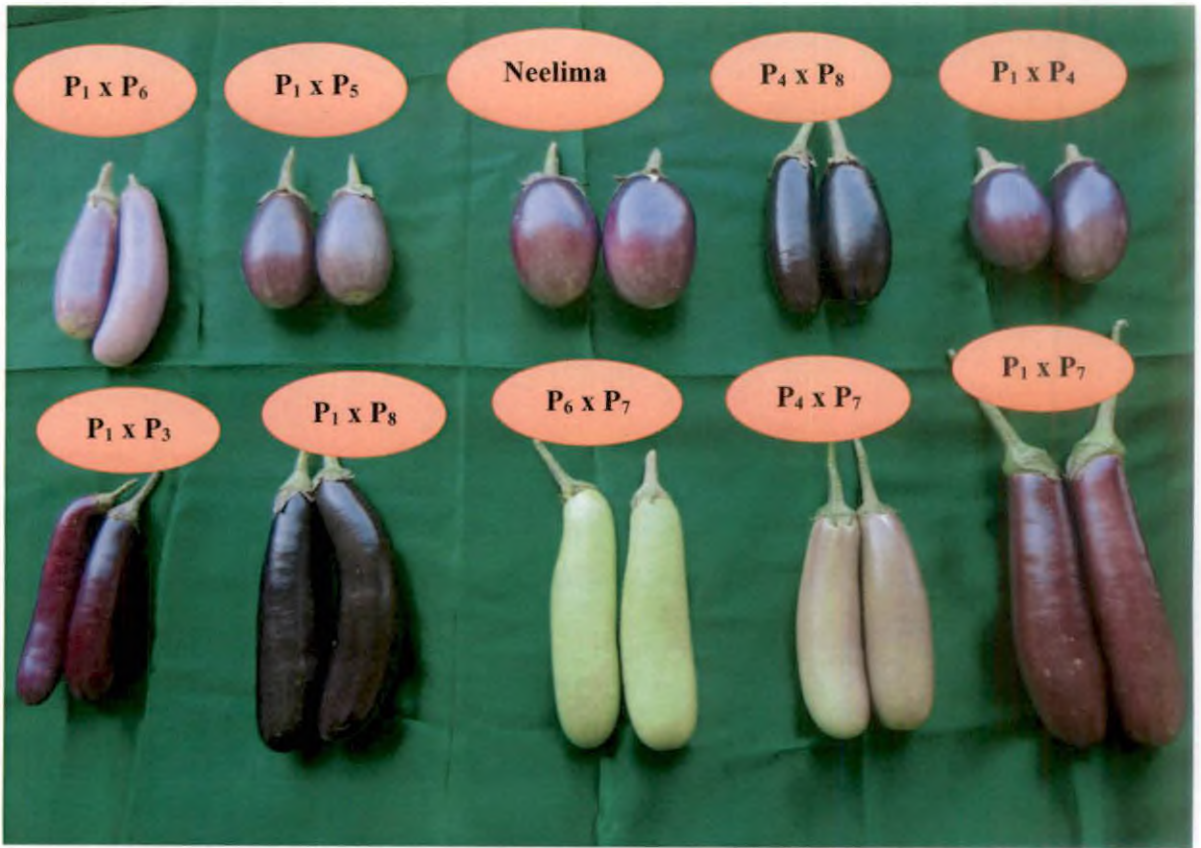 P₁ x P₆
P₁ x P₅
Neelima
P₄ x P₈
P₁ x P₄
P₁ x P₃
P₁ x P₈
P₆ x P₇
P₄ x P₇
P₁ x P₇